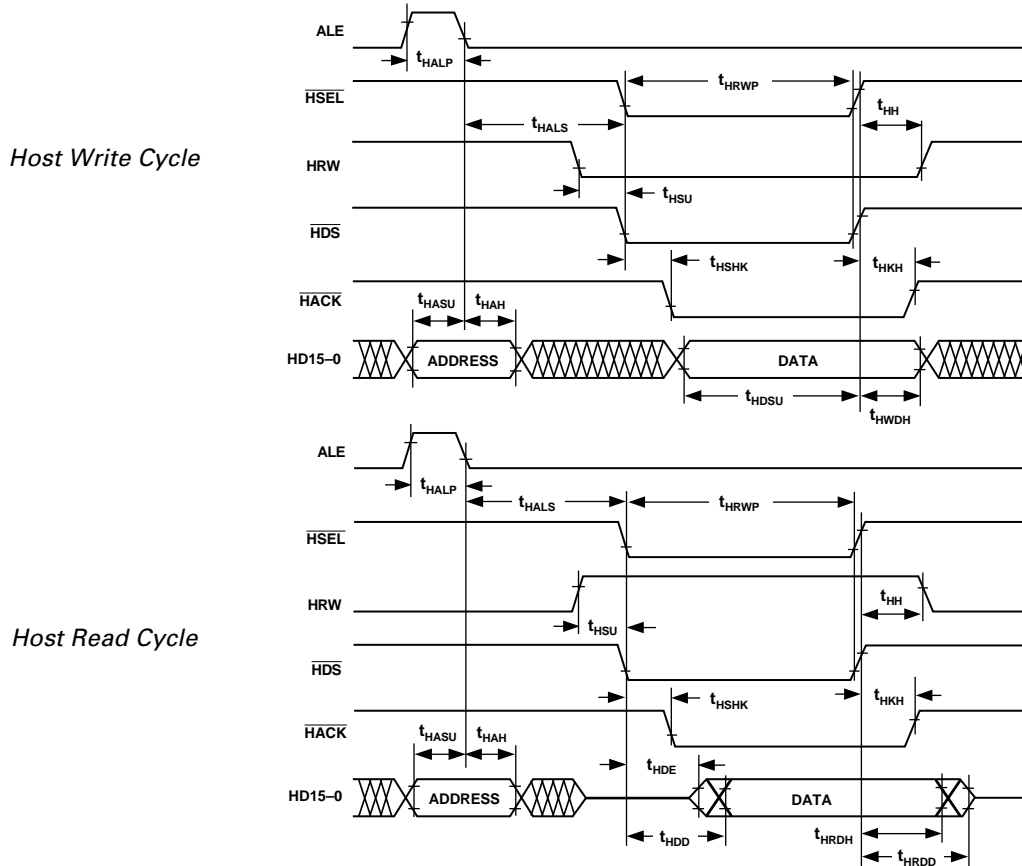 Host Write Cycle
ALE
tHALP
HSEL
tHRWP
tHALS
tHH
HRW
tHSU
HDS
tHSHK
tHKH
HACK
tHASU
tHAH
HD15–0
ADDRESS
DATA
tHDSU
tHWDH
Host Read Cycle
ALE
tHALP
tHALS
tHRWP
HSEL
HRW
tHH
tHSU
HDS
tHSHK
tHKH
HACK
tHASU
tHAH
tHDE
HD15–0
ADDRESS
DATA
tHDD
tHRDH
tHRDD